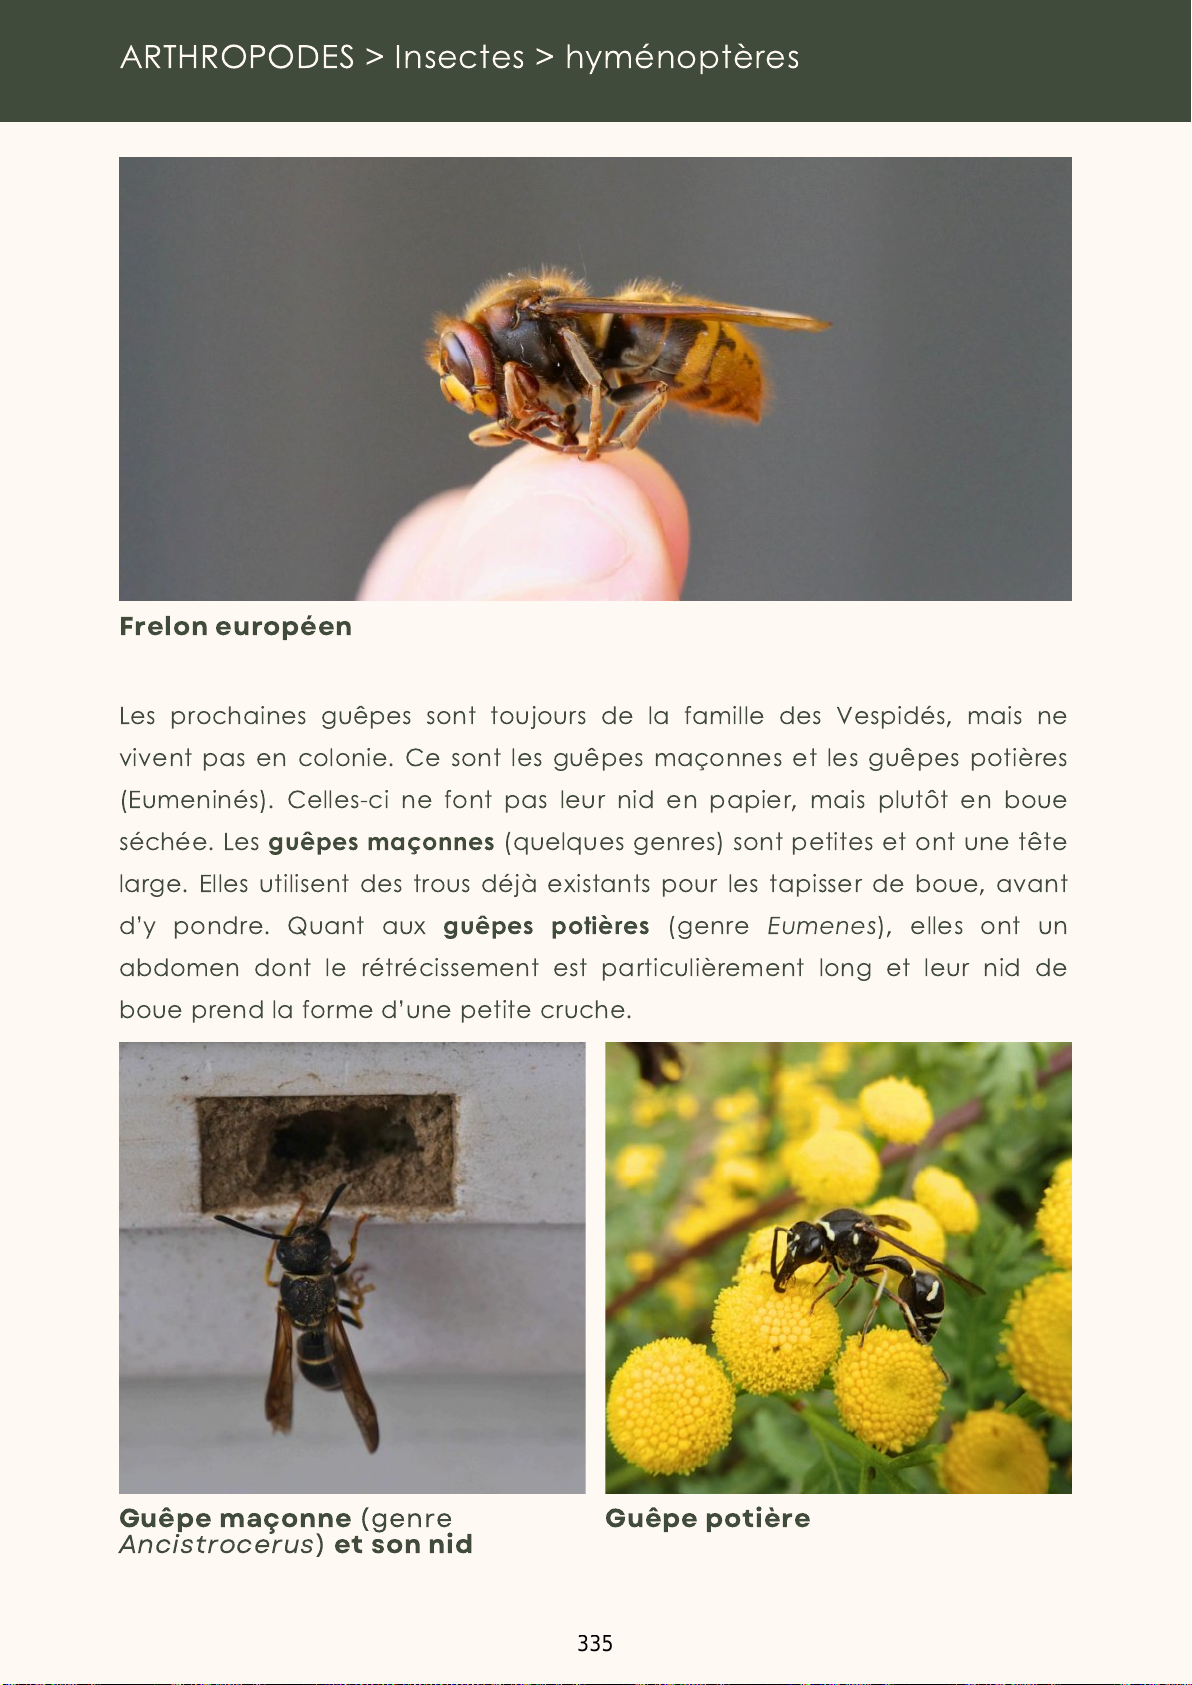 ARTHROPODES > Insectes > hyménoptères
Frelon européen
Les prochaines guêpes sont toujours de la famille des Vespidés, mais ne
vivent pas en colonie. Ce sont les guêpes maçonnes et les guêpes potières
(Eumeninés). Celles-ci ne font pas leur nid en papier, mais plutôt en boue
séchée. Les guêpes maçonnes (quelques genres) sont petites et ont une tête
large. Elles utilisent des trous déjà existants pour les tapisser de boue, avant
d'y pondre. Quant aux guêpes potières (genre Eumenes), elles ont un
abdomen dont le rétrécissement est particulièrement long et leur nid de
boue prend la forme d'une petite cruche.
Guêpe maçonne (genre
Ancistrocerus) et son nid
Guêpe potière
335